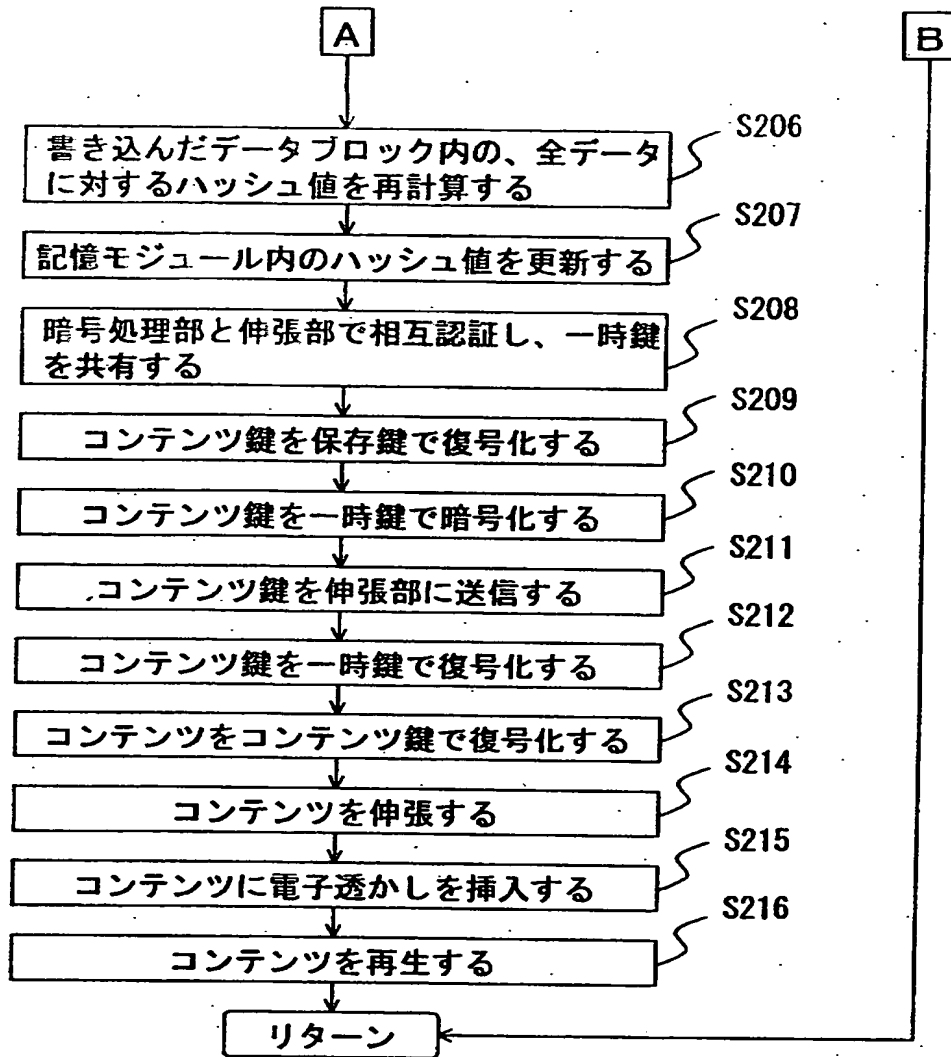 A
B
書き込んだデータブロック内の、全データ
に対するハッシュ値を再計算する
S206
記憶モジュール内のハッシュ値を更新する
S207
暗号処理部と伸張部で相互認証し、一時鍵
を共有する
S208
コンテンツ鍵を保存鍵で復号化する
S209
コンテンツ鍵を一時鍵で暗号化する
S210
コンテンツ鍵を伸張部に送信する
S211
コンテンツ鍵を一時鍵で復号化する
S212
コンテンツをコンテンツ鍵で復号化する
S213
コンテンツを伸張する
S214
コンテンツに電子透かしを挿入する
S215
コンテンツを再生する
S216
リターン